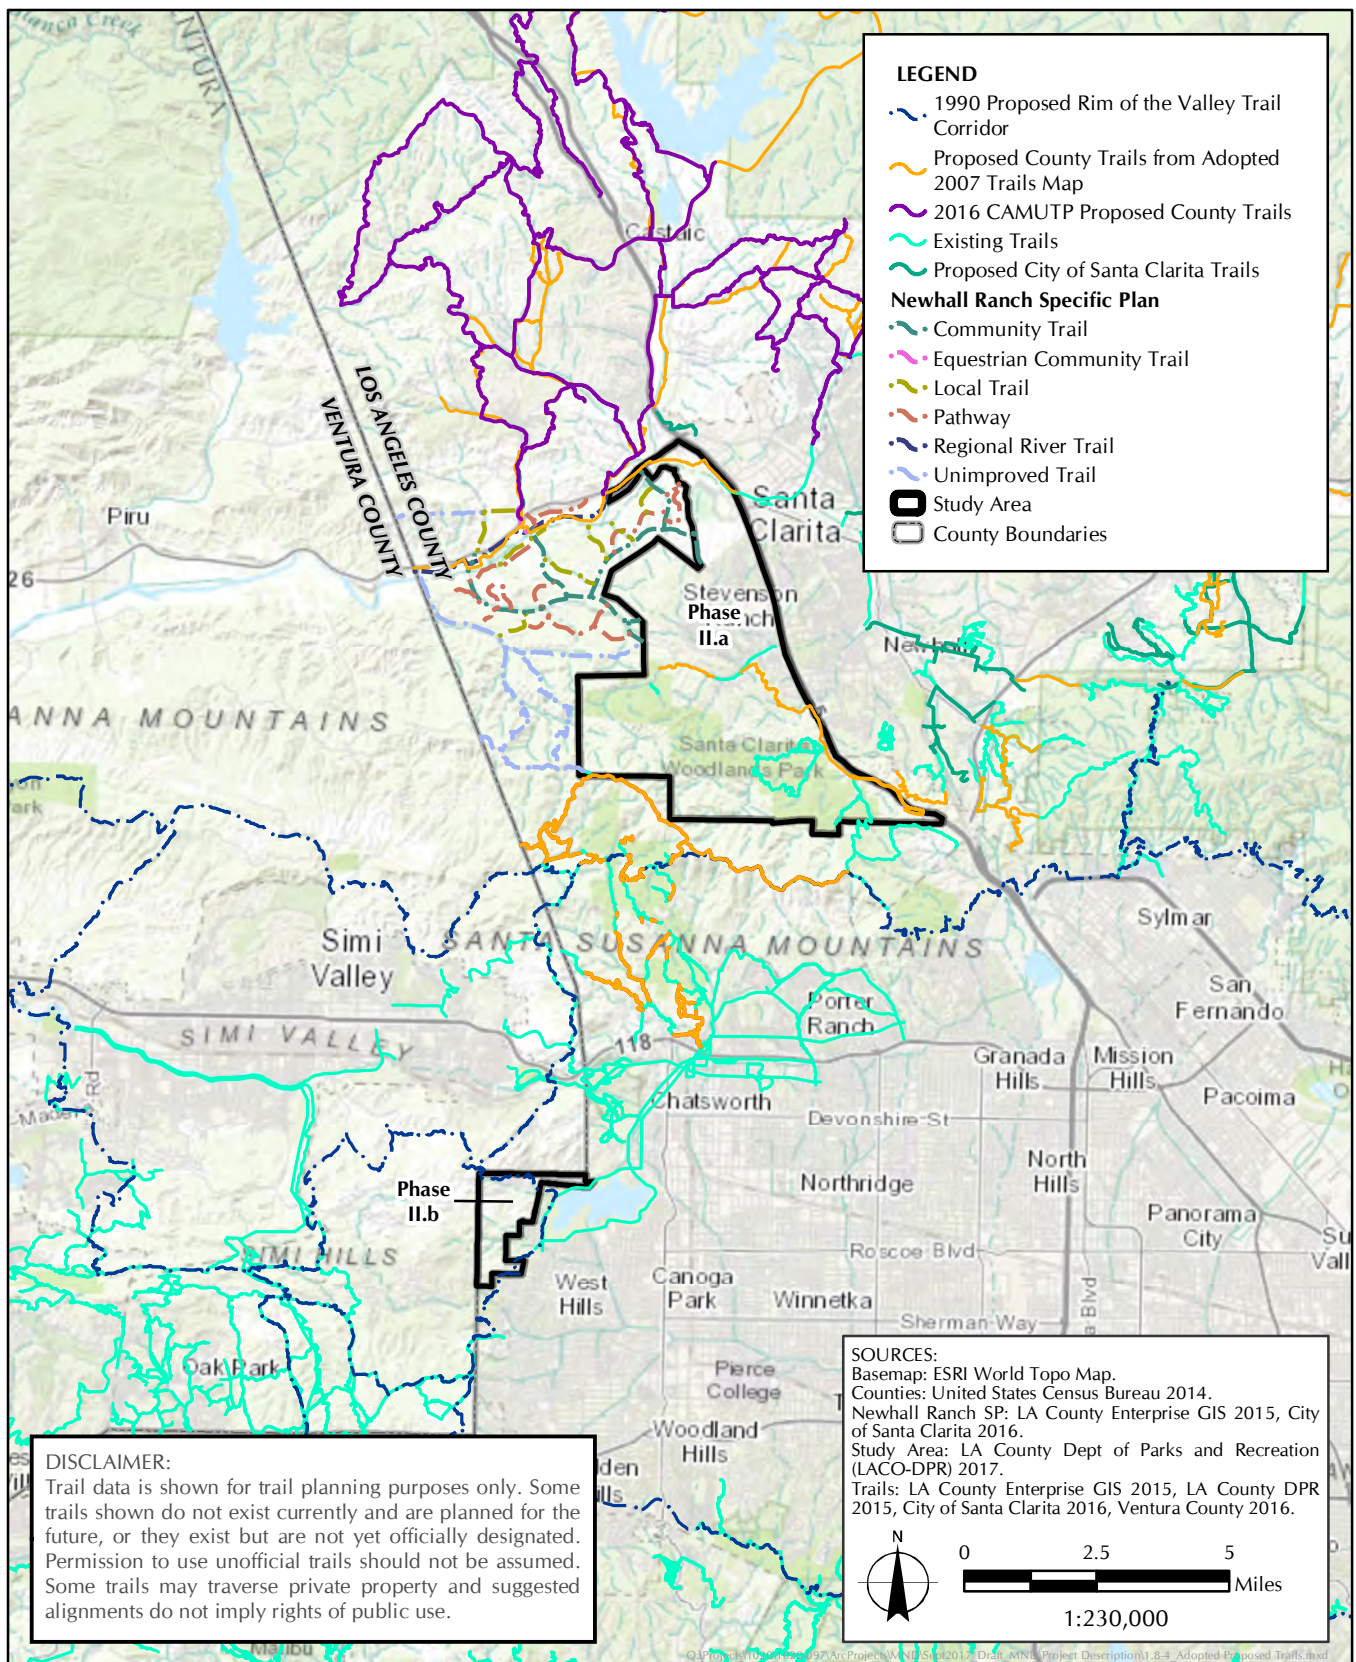 LEGEND
1990 Proposed Rim of the Valley Trail
Corridor
Proposed County Trails from Adopted
2007 Trails Map
2016 CAMUTP Proposed County Trails
Existing Trails
Proposed City of Santa Clarita Trails
Newhall Ranch Specific Plan
Community Trail
Equestrian Community Trail
Local Trail
Pathway
Regional River Trail
Unimproved Trail
Study Area
County Boundaries
NTURA
Castaic
LOS ANGELES COUNTY
VENTURA COUNTY
Piru
26
Santa
Clarita
Stevenson
Ranch
Phase
II.a
Newhall
ANNA MOUNTAINS
Santa Clarita
Woodlands Park
Simi
Valley
SANTA SUSANNA MOUNTAINS
Sylmar
San
Fernando
Porter
Ranch
SIMI VALLEY
118
Granada
Hills
Mission
Hills
Pacoima
Chatsworth
Devonshire-St
Rd
North
Hills
Northridge
Phase
II.b
Panorama
City
SIMI HILLS
Roscoe Blvd
Su
Vall
West
Hills
Canoga
Park
Winnetka
Sherman-Way
a-Blvd
Oak Park
Pierce
College
Woodland
Hills
SOURCES:
Basemap: ESRI World Topo Map.
Counties: United States Census Bureau 2014.
Newhall Ranch SP: LA County Enterprise GIS 2015, City
of Santa Clarita 2016.
Study Area: LA County Dept of Parks and Recreation
(LACO-DPR) 2017.
Trails: LA County Enterprise GIS 2015, LA County DPR
2015, City of Santa Clarita 2016, Ventura County 2016.
N
0 2.5 5
Miles
1:230,000
DISCLAIMER:
Trail data is shown for trail planning purposes only. Some
trails shown do not exist currently and are planned for the
future, or they exist but are not yet officially designated.
Permission to use unofficial trails should not be assumed.
Some trails may traverse private property and suggested
alignments do not imply rights of public use.
Malibu